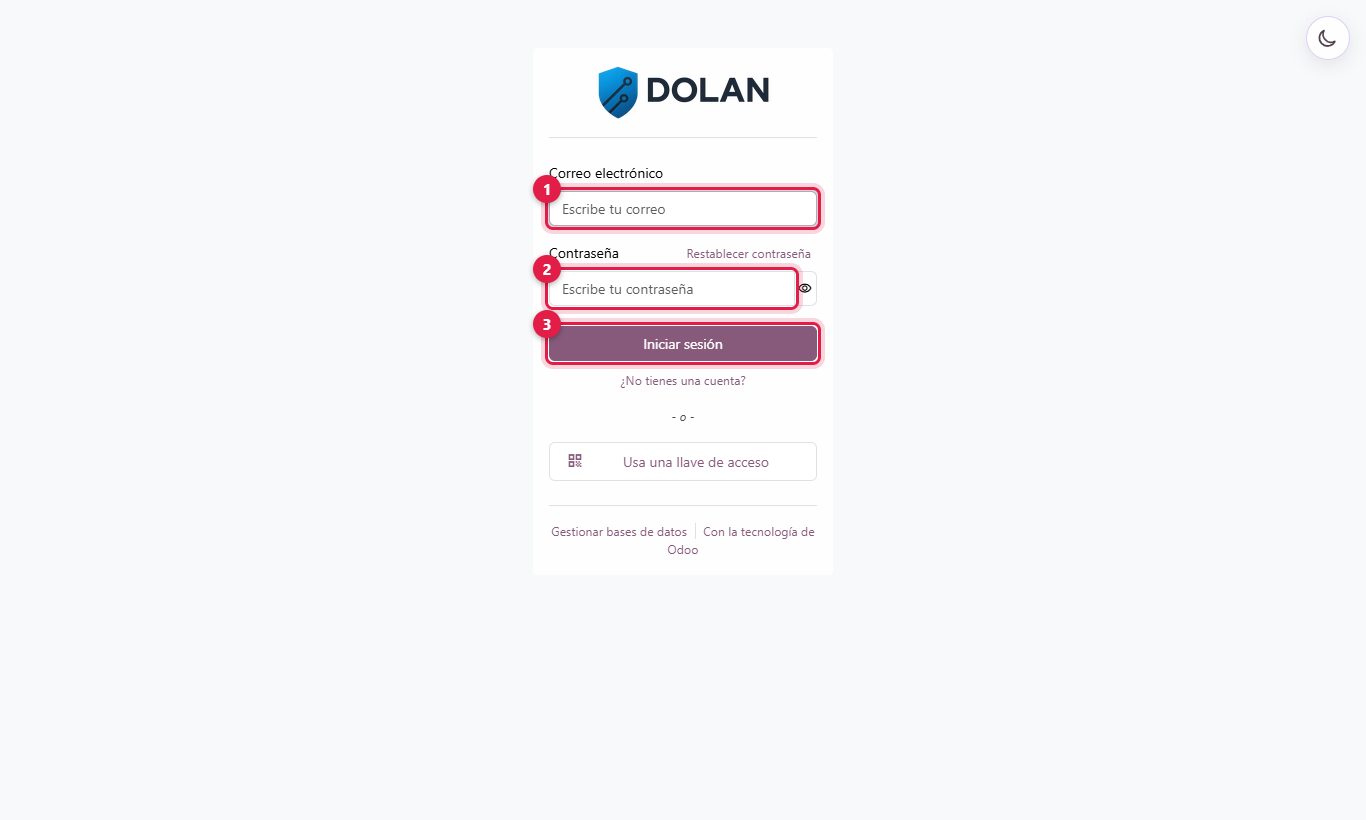 DOLAN
Correo electrónico
1
Escribe tu correo
Contraseña Restablecer contraseña
2
Escribe tu contraseña
3
Iniciar sesión
¿No tienes una cuenta?
- o -
Usa una llave de acceso
Gestionar bases de datos Con la tecnología de
Odoo